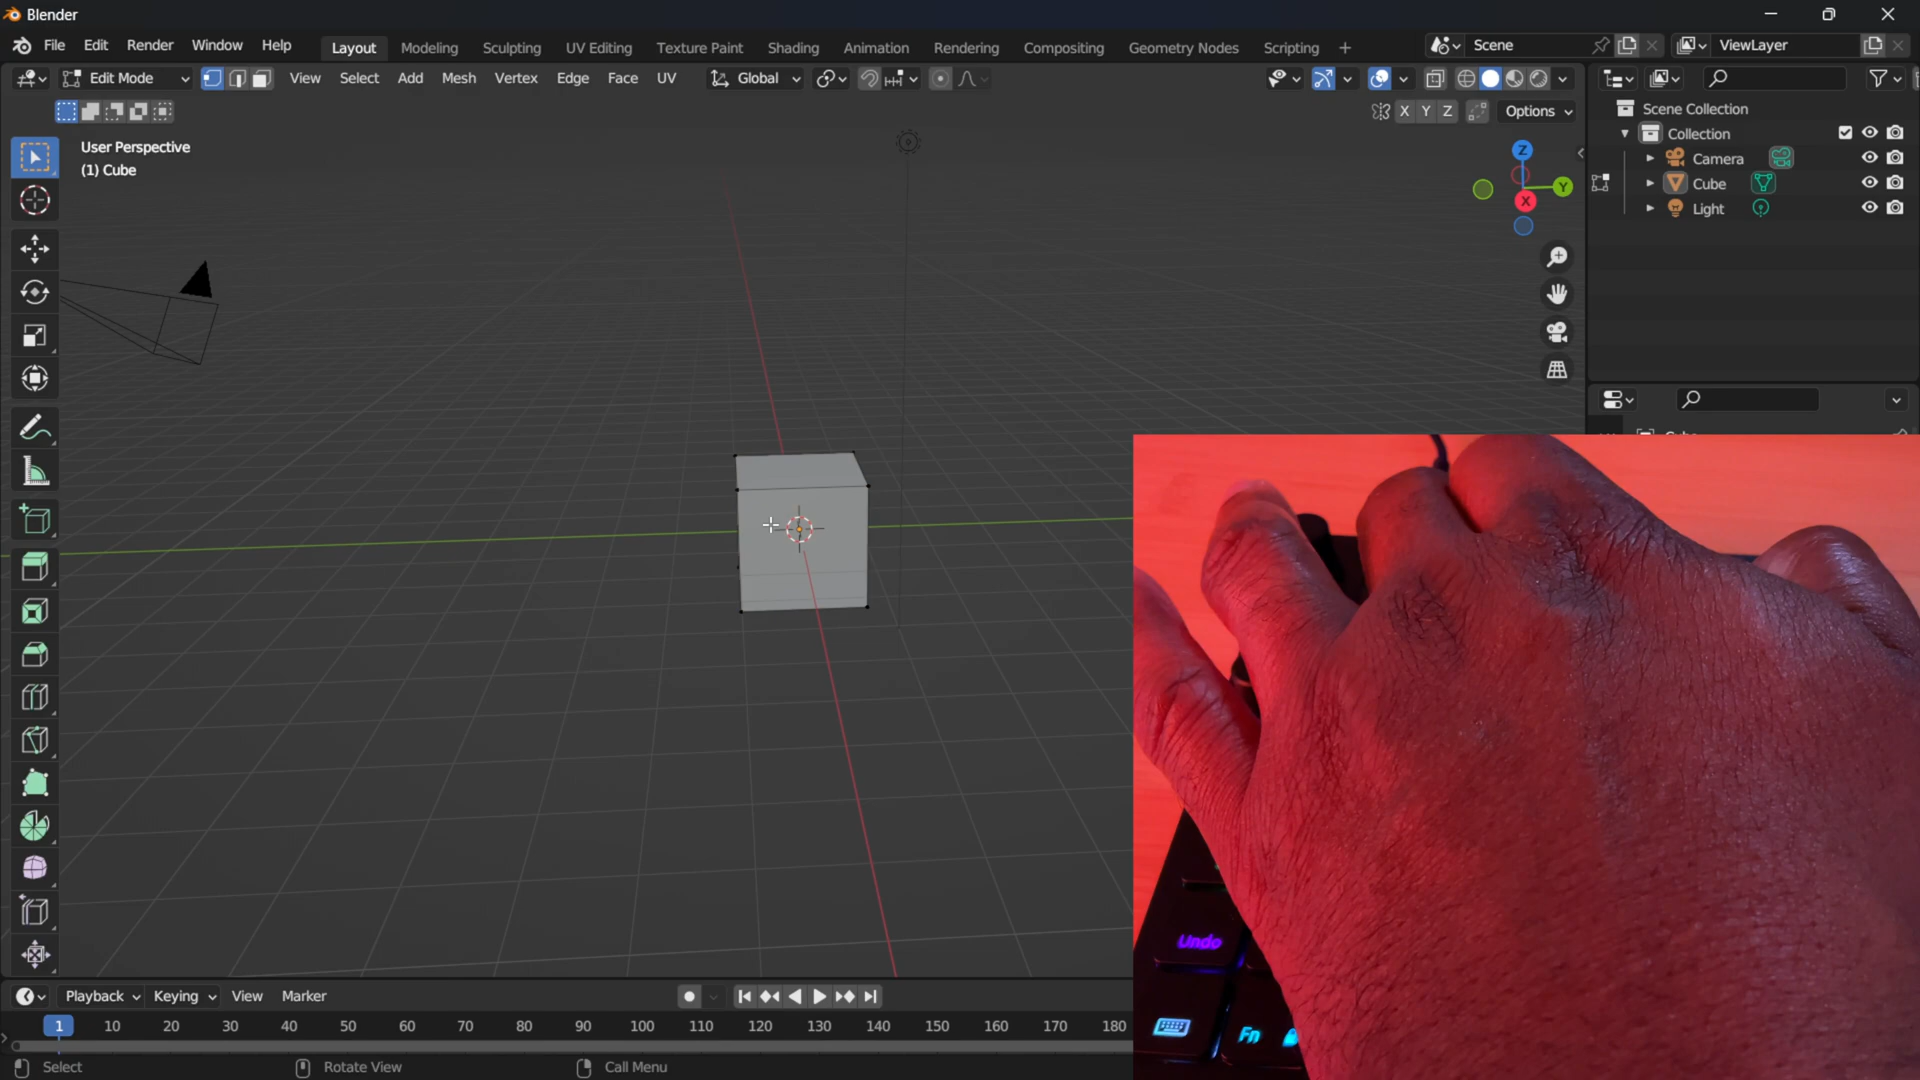 Blender
File Edit Render Window Help Layout Modeling Sculpting UV Editing Texture Paint Shading Animation Rendering Compositing Geometry Nodes Scripting + Scene ViewLayer
Edit Mode View Select Add Mesh Vertex Edge Face UV Global
X Y Z Options
User Perspective
(1) Cube
Z
Y
X
Scene Collection
Collection
Camera
Cube
Light
Undo
Fn
Playback Keying View Marker
1 10 20 30 40 50 60 70 80 90 100 110 120 130 140 150 160 170 180
Select Rotate View Call Menu